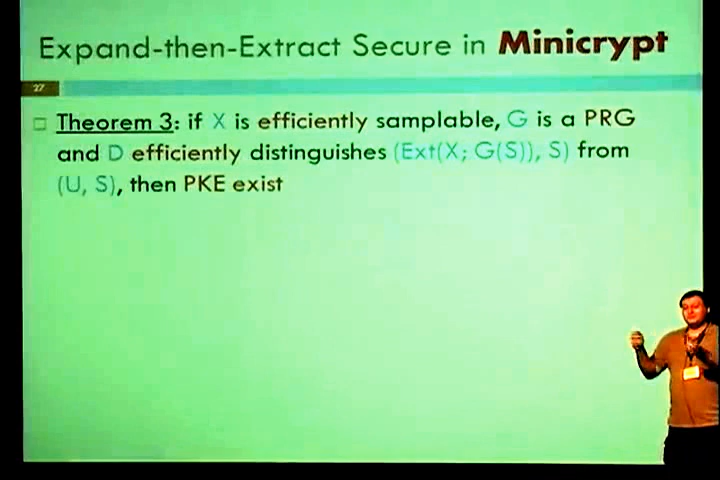 Expand-then-Extract Secure in Minicrypt
27
Theorem 3: if X is efficiently samplable, G is a PRG
and D efficiently distinguishes (Ext(X; G(S)), S) from
(U, S), then PKE exist